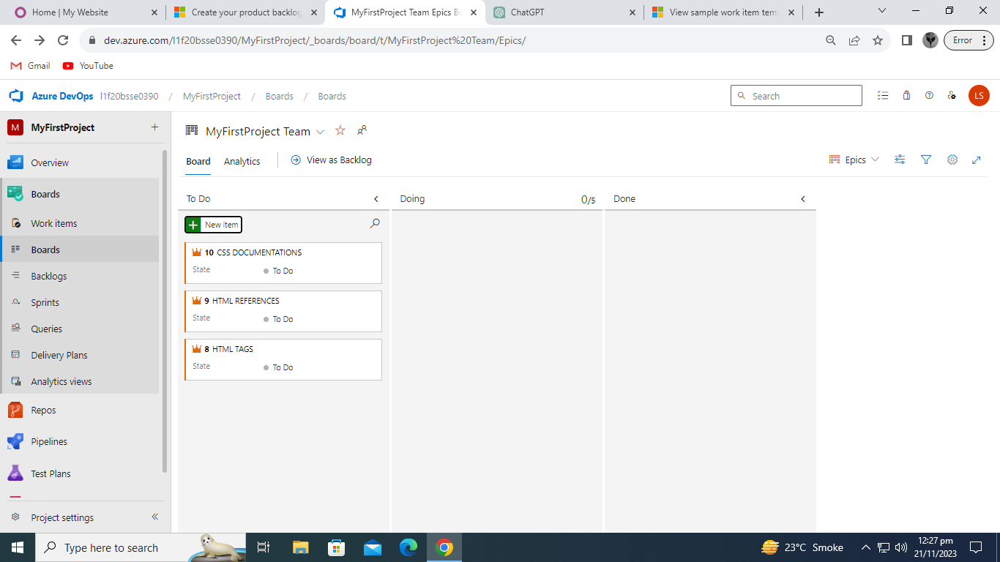 Home | My Website
Create your product backlog
MyFirstProject Team Epics Bo
ChatGPT
View sample work item temp
dev.azure.com/l1f20bsse0390/MyFirstProject/_boards/board/t/MyFirstProject%20Team/Epics/
Error
Gmail
YouTube
Azure DevOps l1f20bsse0390 / MyFirstProject / Boards / Boards
Search
LS
M MyFirstProject
Overview
Boards
Work items
Boards
Backlogs
Sprints
Queries
Delivery Plans
Analytics views
Repos
Pipelines
Test Plans
Project settings
MyFirstProject Team
Board
Analytics
View as Backlog
Epics
To Do
Doing
0/5
Done
New item
10 CSS DOCUMENTATIONS
State To Do
9 HTML REFERENCES
State To Do
8 HTML TAGS
State To Do
Type here to search
23°C Smoke
12:27 pm
21/11/2023